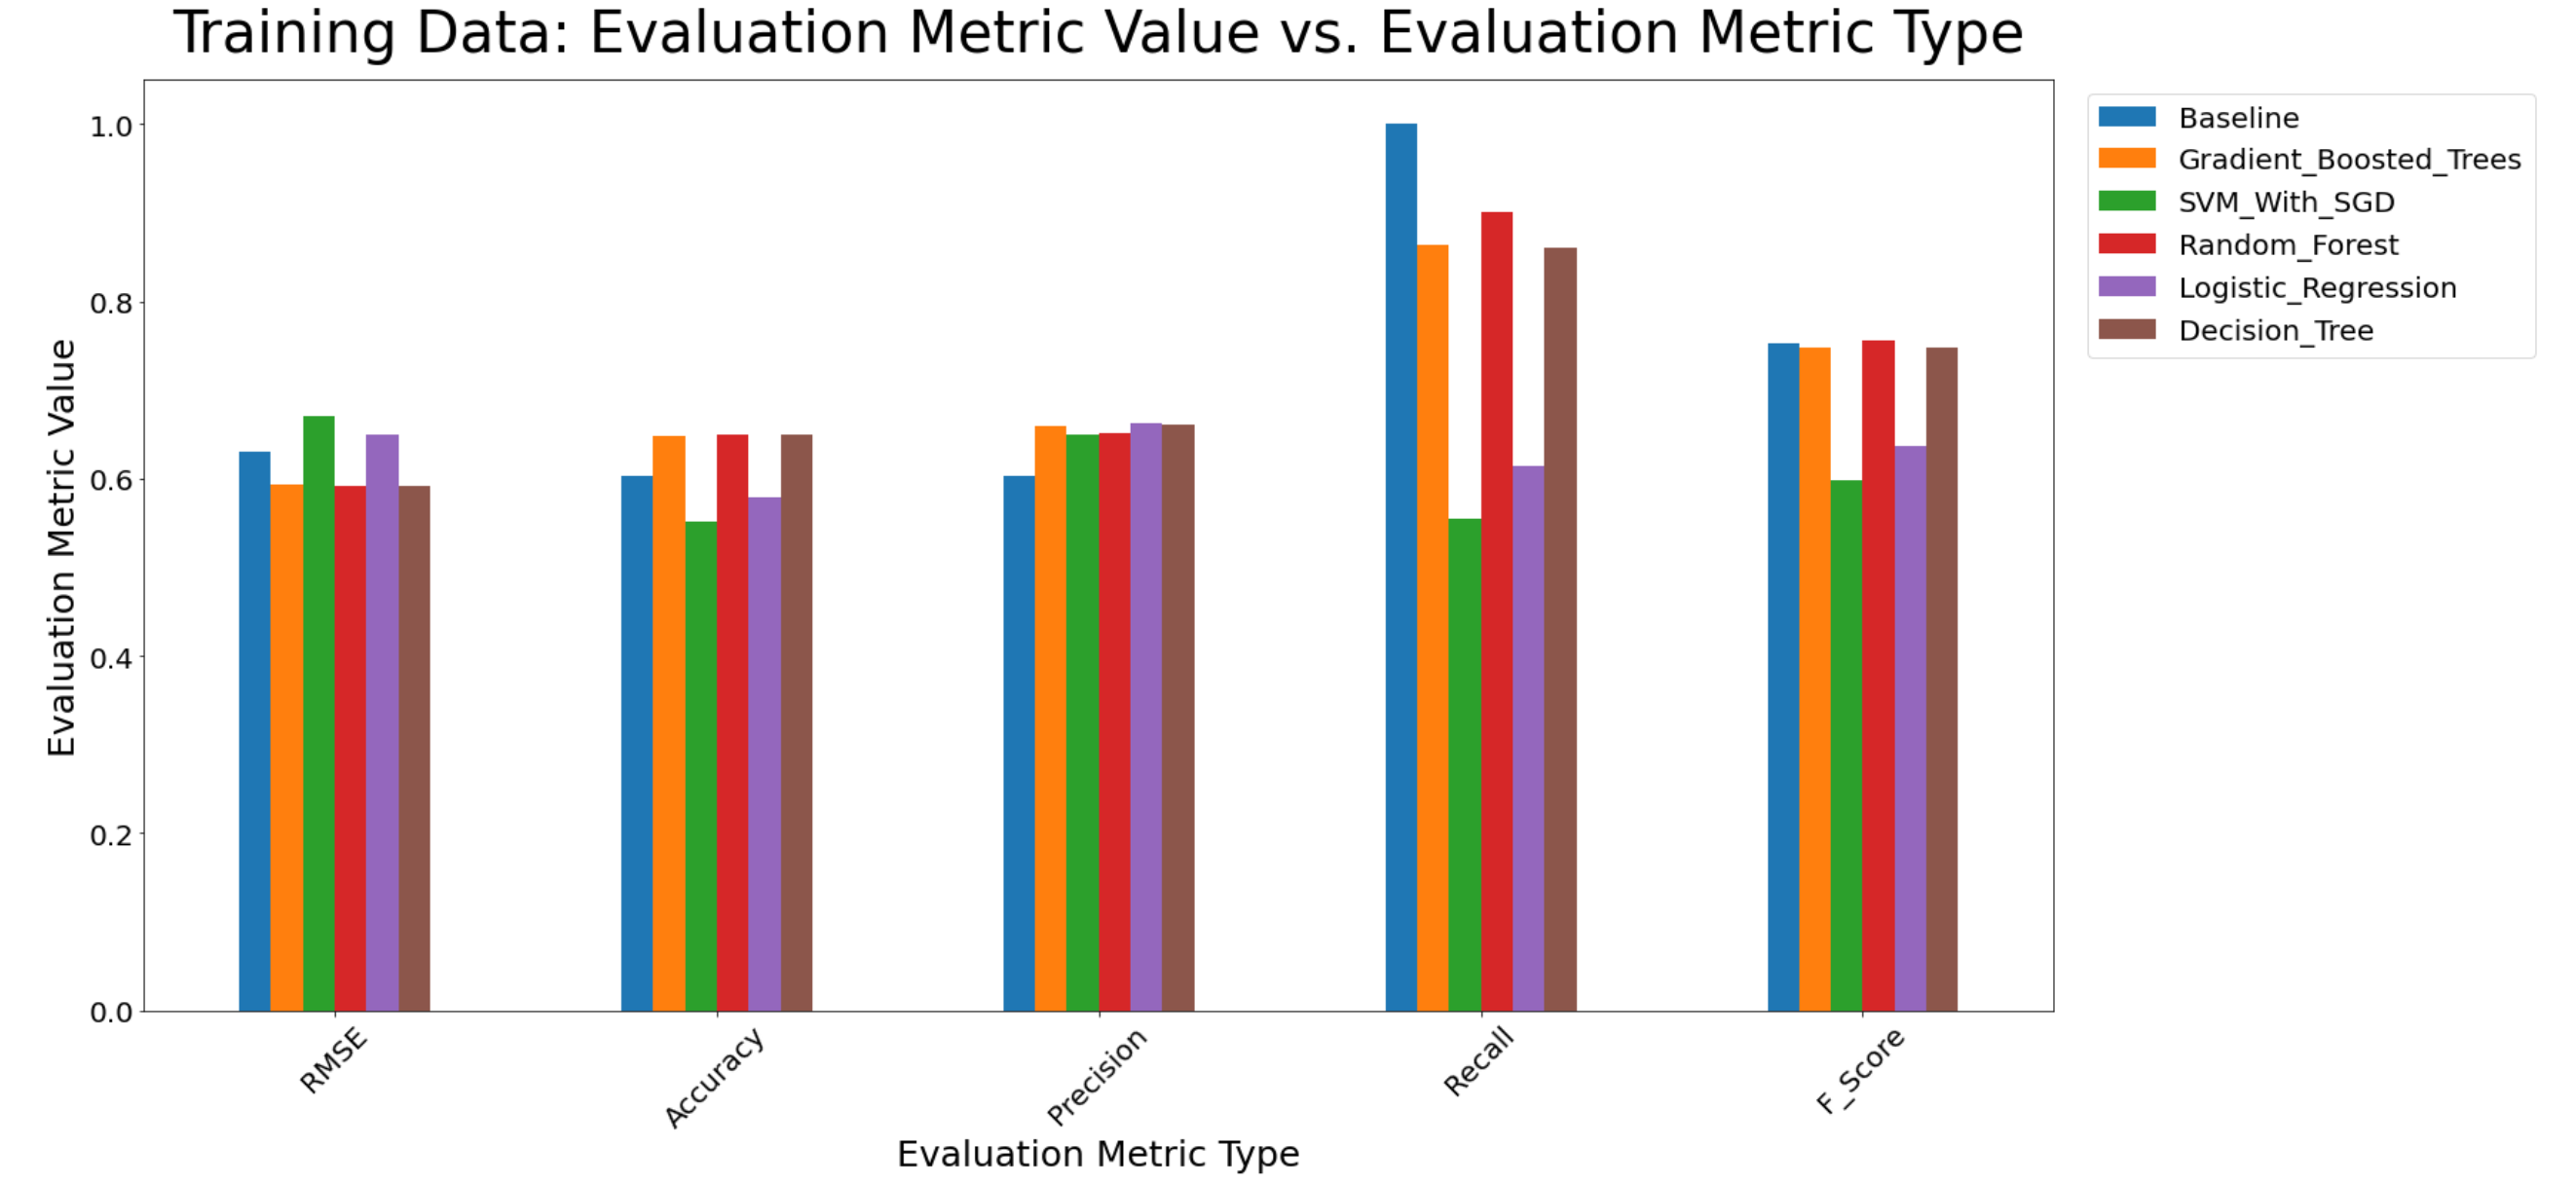 Training Data: Evaluation Metric Value vs. Evaluation Metric Type
Evaluation Metric Value
1.0
0.8
0.6
0.4
0.2
0.0
RMSE
Accuracy
Precision
Recall
F_Score
Evaluation Metric Type
Baseline
Gradient_Boosted_Trees
SVM_With_SGD
Random_Forest
Logistic_Regression
Decision_Tree